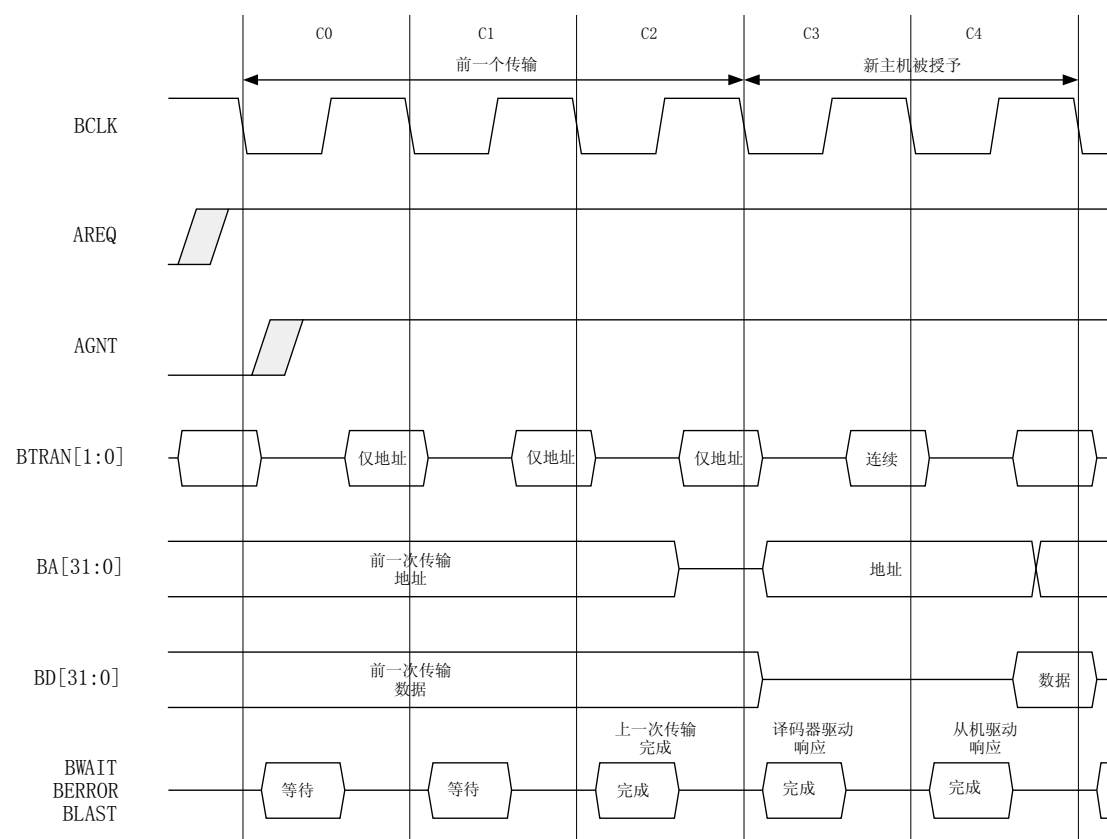 C0 C1 C2 C3 C4
前一个传输 新主机被授予
BCLK
AREQ
AGNT
BTRAN[1:0] 仅地址 仅地址 仅地址 连续
BA[31:0] 前一次传输
地址 地址
BD[31:0] 前一次传输
数据 数据
上一次传输
完成
译码器驱动
响应
从机驱动
响应
BWAIT
BERROR
BLAST
等待 等待 完成 完成 完成